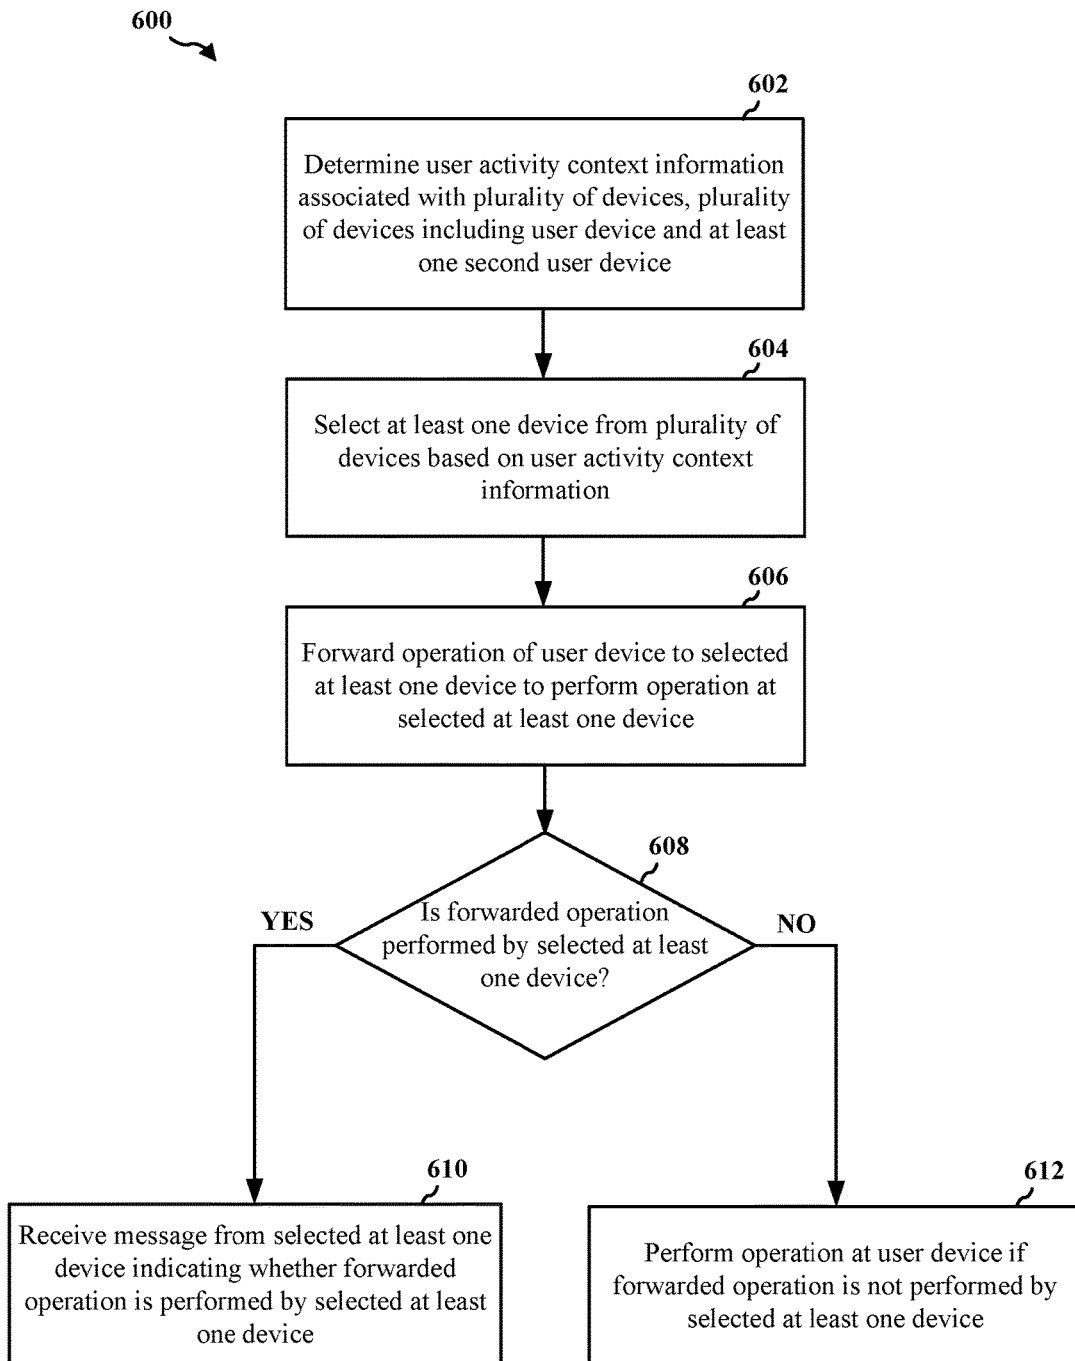 600
602
Determine user activity context information
associated with plurality of devices, plurality
of devices including user device and at least
one second user device
604
Select at least one device from plurality of
devices based on user activity context
information
606
Forward operation of user device to selected
at least one device to perform operation at
selected at least one device
608
Is forwarded operation
performed by selected at least
one device?
YES
NO
610
Receive message from selected at least one
device indicating whether forwarded
operation is performed by selected at least
one device
612
Perform operation at user device if
forwarded operation is not performed by
selected at least one device